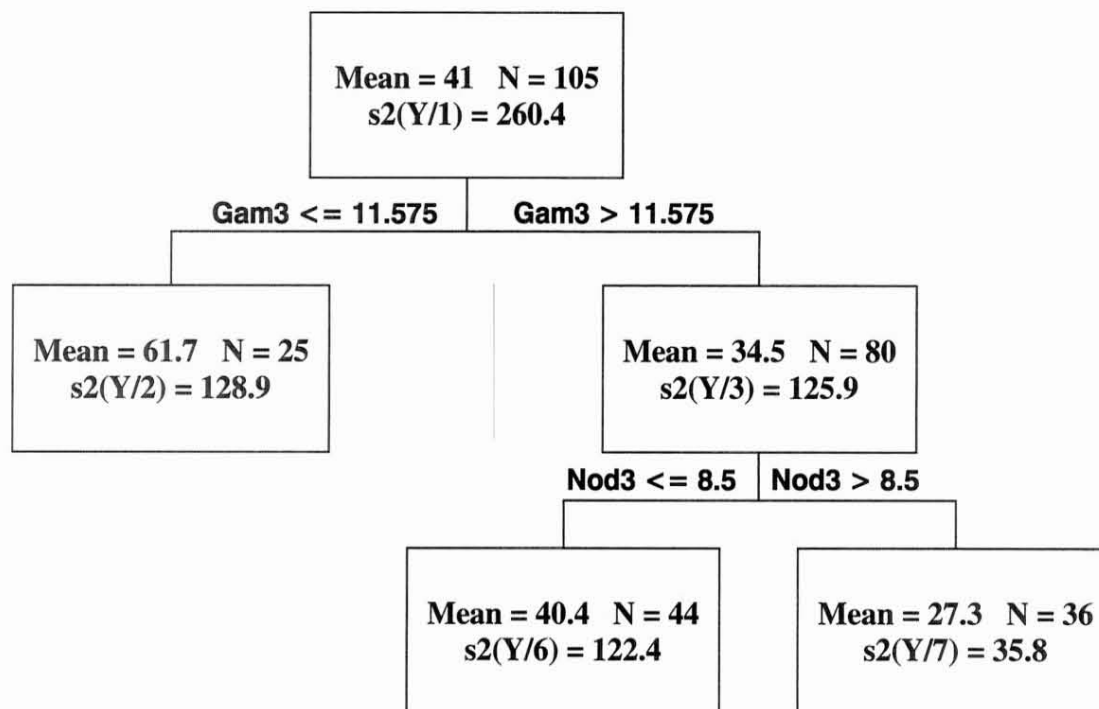 Mean = 41 N = 105
s2(Y/1) = 260.4
Gam3 <= 11.575
Gam3 > 11.575
Mean = 61.7 N = 25
s2(Y/2) = 128.9
Mean = 34.5 N = 80
s2(Y/3) = 125.9
Nod3 <= 8.5
Nod3 > 8.5
Mean = 40.4 N = 44
s2(Y/6) = 122.4
Mean = 27.3 N = 36
s2(Y/7) = 35.8